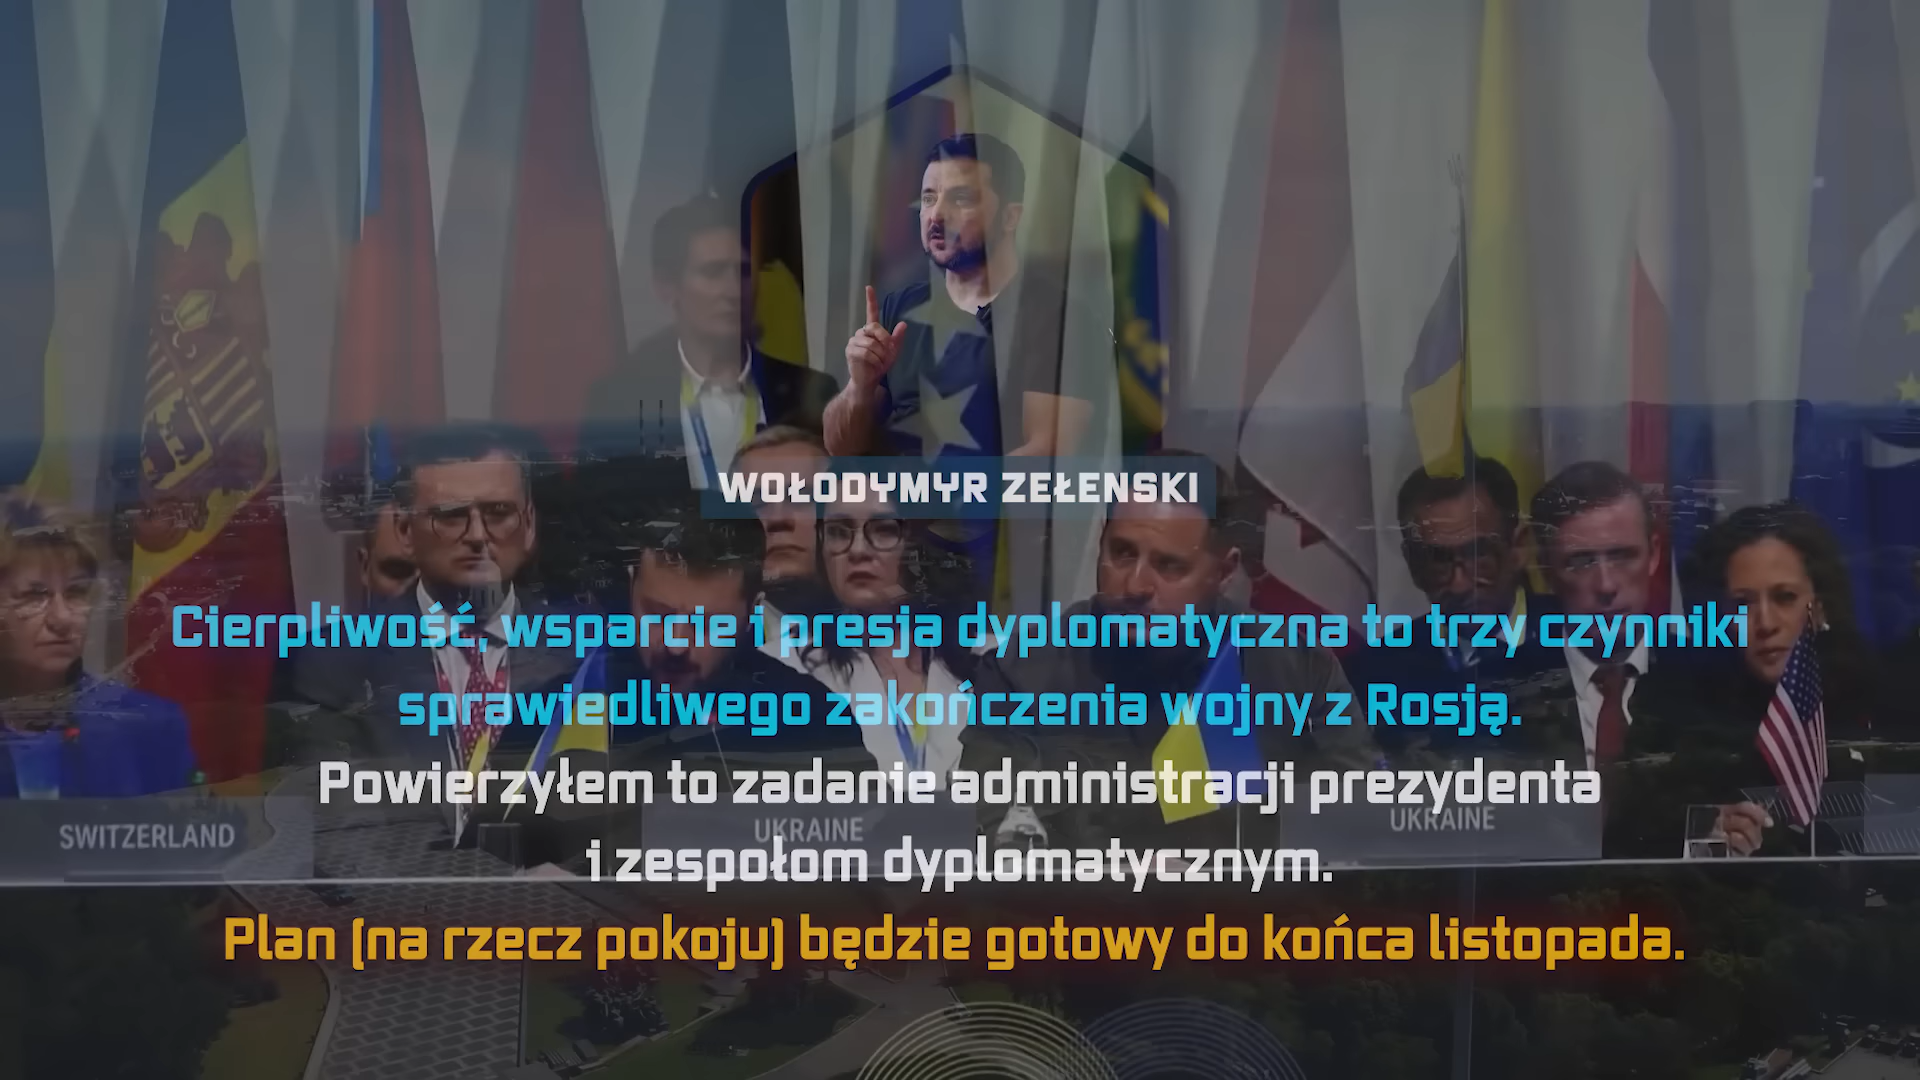 WOŁODYMYR ZEŁENSKI
Cierpliwość, wsparcie i presja dyplomatyczna to trzy czynniki
sprawiedliwego zakończenia wojny z Rosją.
Powierzyłem to zadanie administracji prezydenta
i zespołom dyplomatycznym.
Plan (na rzecz pokoju) będzie gotowy do końca listopada.
SWITZERLAND
UKRAINE
UKRAINE